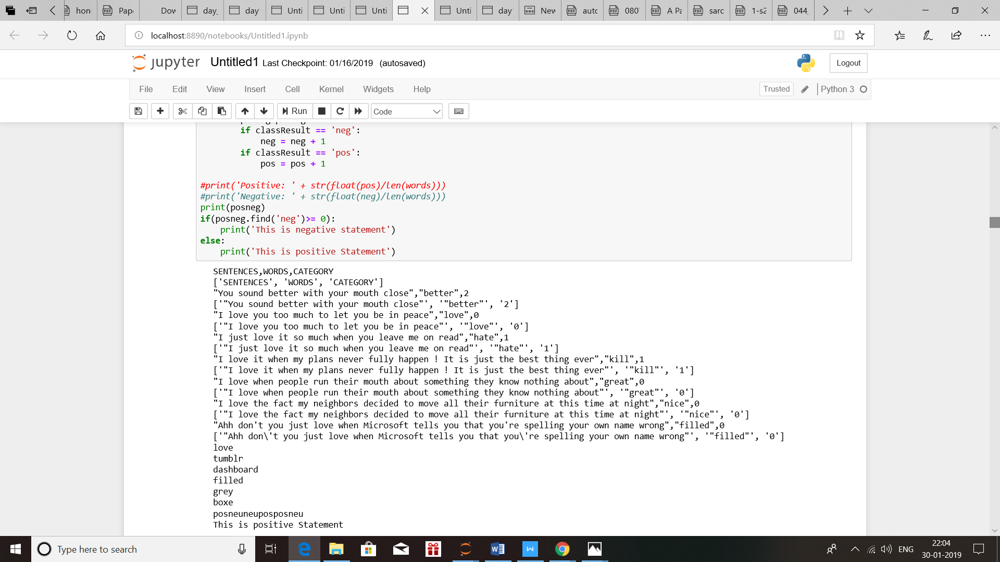 hon
Pap
Dow
day_
day
Unti
Unti
Unti
Unti
day
New
auto
080
A Pa
sarc
1-s2
044_
localhost:8890/notebooks/Untitled1.ipynb
jupyter Untitled1 Last Checkpoint: 01/16/2019 (autosaved)
Logout
File Edit View Insert Cell Kernel Widgets Help
Trusted
Python 3
Run
Code
if classResult == 'neg':
neg = neg + 1
if classResult == 'pos':
pos = pos + 1
#print('Positive: ' + str(float(pos)/len(words)))
#print('Negative: ' + str(float(neg)/len(words)))
print(posneg)
if(posneg.find('neg')>= 0):
print('This is negative statement')
else:
print('This is positive Statement')
SENTENCES,WORDS,CATEGORY
['SENTENCES', 'WORDS', 'CATEGORY']
"You sound better with your mouth close","better",2
['"You sound better with your mouth close"', '"better"', '2']
"I love you too much to let you be in peace","love",0
['"I love you too much to let you be in peace"', '"love"', '0']
"I just love it so much when you leave me on read","hate",1
['"I just love it so much when you leave me on read"', '"hate"', '1']
"I love it when my plans never fully happen ! It is just the best thing ever","kill",1
['"I love it when my plans never fully happen ! It is just the best thing ever"', '"kill"', '1']
"I love when people run their mouth about something they know nothing about","great",0
['"I love when people run their mouth about something they know nothing about"', '"great"', '0']
"I love the fact my neighbors decided to move all their furniture at this time at night","nice",0
['"I love the fact my neighbors decided to move all their furniture at this time at night"', '"nice"', '0']
"Ahh don't you just love when Microsoft tells you that you're spelling your own name wrong","filled",0
['"Ahh don\'t you just love when Microsoft tells you that you\'re spelling your own name wrong"', '"filled"', '0']
love
tumblr
dashboard
filled
grey
boxe
posneuneuposposneu
This is positive Statement
Type here to search
ENG
22:04
30-01-2019